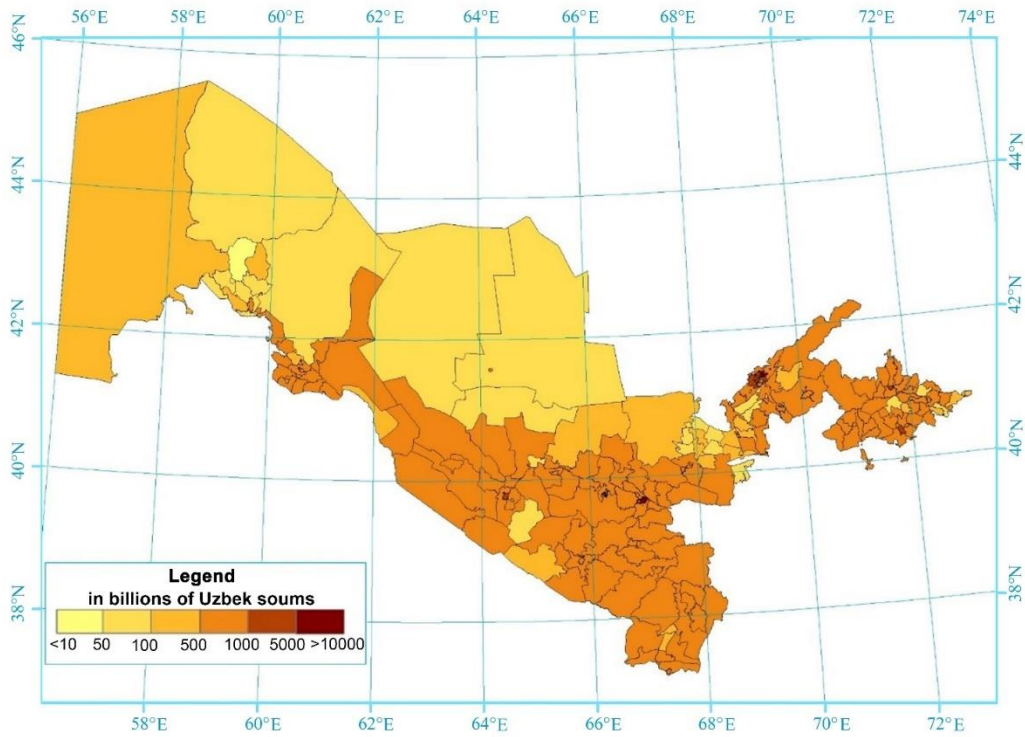 56°E 58°E 60°E 62°E 64°E 66°E 68°E 70°E 72°E 74°E
46°N
44°N 44°N
42°N 42°N
40°N 40°N
38°N 38°N
Legend
in billions of Uzbek soums
<10 50 100 500 1000 5000 >10000
58°E 60°E 62°E 64°E 66°E 68°E 70°E 72°E